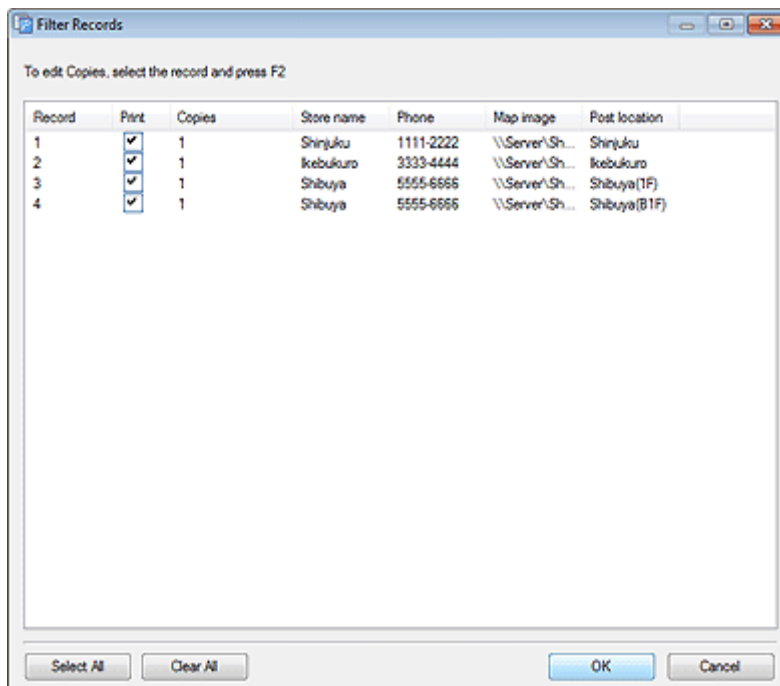 Filter Records
To edit Copies, select the record and press F2
Record Print Copies Store name Phone Map image Post location
1 1 Shinjuku 1111-2222 \\Server\Sh... Shinjuku
2 1 Ikebukuro 3333-4444 \\Server\Sh... Ikebukuro
3 1 Shibuya 5555-6666 \\Server\Sh... Shibuya(1F)
4 1 Shibuya 5555-6666 \\Server\Sh... Shibuya(B1F)
Select All Clear All OK Cancel